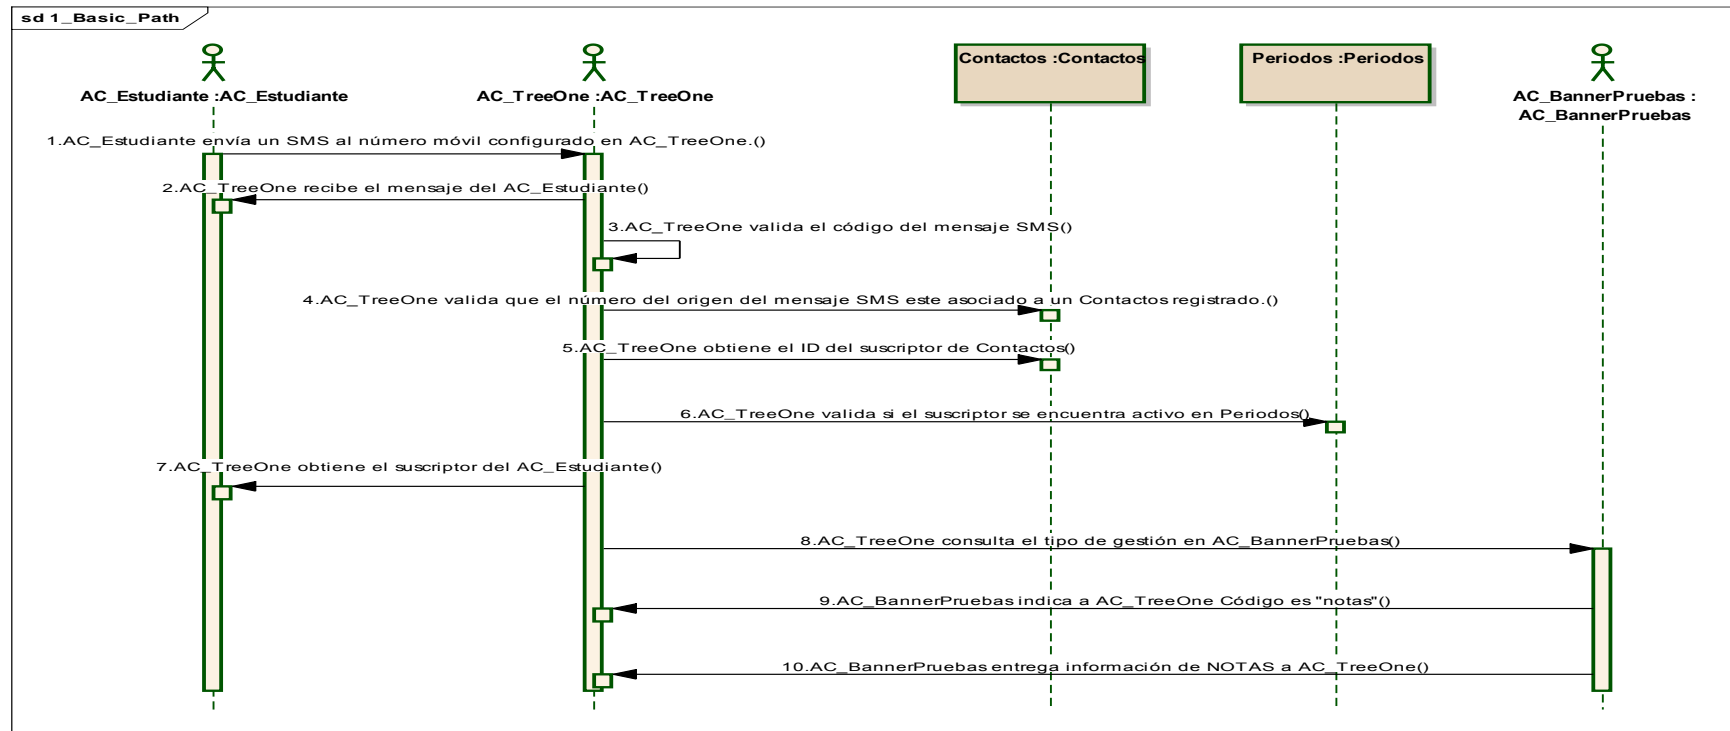 sd 1_Basic_Path
AC_Estudiante :AC_Estudiante
AC_TreeOne :AC_TreeOne
Contactos :Contactos
Periodos :Periodos
AC_BannerPruebas :
AC_BannerPruebas
1.AC_Estudiante envía un SMS al número móvil configurado en AC_TreeOne.()
2.AC_TreeOne recibe el mensaje del AC_Estudiante()
3.AC_TreeOne valida el código del mensaje SMS()
4.AC_TreeOne valida que el número del origen del mensaje SMS este asociado a un Contactos registrado.()
5.AC_TreeOne obtiene el ID del suscriptor de Contactos()
6.AC_TreeOne valida si el suscriptor se encuentra activo en Periodos()
7.AC_TreeOne obtiene el suscriptor del AC_Estudiante()
8.AC_TreeOne consulta el tipo de gestión en AC_BannerPruebas()
9.AC_BannerPruebas indica a AC_TreeOne Código es "notas"()
10.AC_BannerPruebas entrega información de NOTAS a AC_TreeOne()